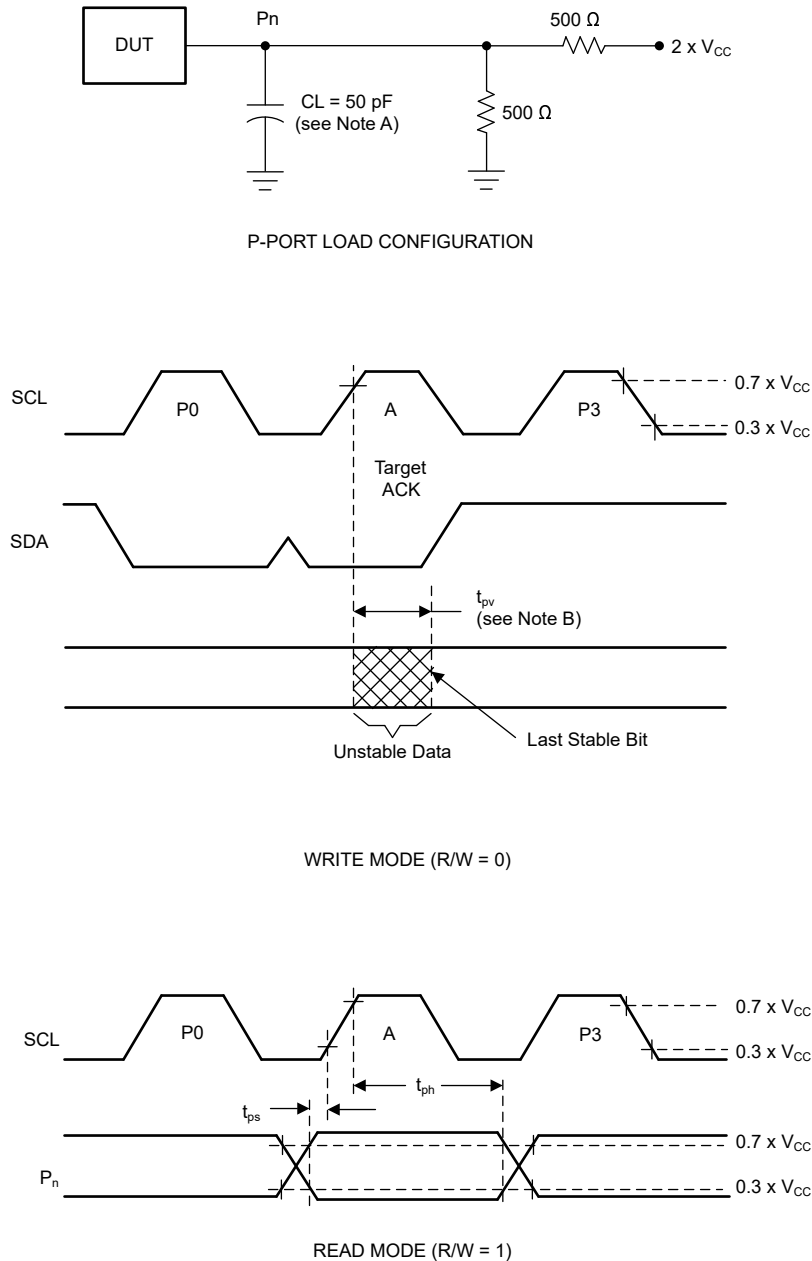 DUT
Pn
500 Ω
2 x VCC
CL = 50 pF
(see Note A)
500 Ω
P-PORT LOAD CONFIGURATION
SCL
P0
A
P3
0.7 x VCC
0.3 x VCC
Target
ACK
SDA
tpv
(see Note B)
Unstable Data
Last Stable Bit
WRITE MODE (R/W = 0)
SCL
P0
A
P3
0.7 x VCC
0.3 x VCC
tph
tps
Pn
0.7 x VCC
0.3 x VCC
READ MODE (R/W = 1)